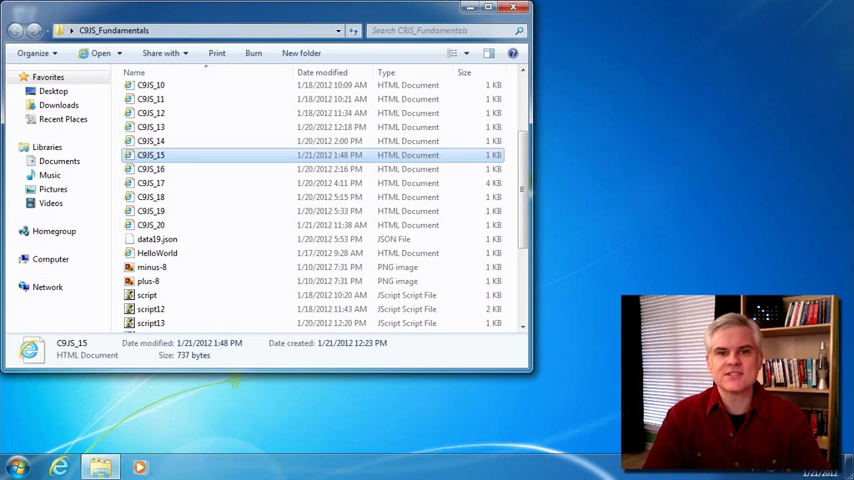 C9JS_Fundamentals
Search C9JS_Fundamentals
Organize Open Share with Print Burn New folder
Favorites
Desktop
Downloads
Recent Places
Libraries
Documents
Music
Pictures
Videos
Homegroup
Computer
Network
Name Date modified Type Size
C9JS_10 1/18/2012 10:09 AM HTML Document 1 KB
C9JS_11 1/18/2012 10:21 AM HTML Document 1 KB
C9JS_12 1/18/2012 11:34 AM HTML Document 1 KB
C9JS_13 1/20/2012 12:18 PM HTML Document 1 KB
C9JS_14 1/20/2012 2:00 PM HTML Document 1 KB
C9JS_15 1/21/2012 1:48 PM HTML Document 1 KB
C9JS_16 1/20/2012 2:16 PM HTML Document 1 KB
C9JS_17 1/20/2012 4:11 PM HTML Document 4 KB
C9JS_18 1/20/2012 5:15 PM HTML Document 1 KB
C9JS_19 1/20/2012 5:33 PM HTML Document 1 KB
C9JS_20 1/21/2012 11:38 AM HTML Document 1 KB
data19.json 1/20/2012 5:53 PM JSON File 1 KB
HelloWorld 1/17/2012 9:28 AM HTML Document 1 KB
minus-8 1/10/2012 7:31 PM PNG image 1 KB
plus-8 1/10/2012 7:31 PM PNG image 1 KB
script 1/18/2012 10:20 AM JScript Script File 1 KB
script12 1/18/2012 11:43 AM JScript Script File 2 KB
script13 1/20/2012 12:20 PM JScript Script File 1 KB
C9JS_15 Date modified: 1/21/2012 1:48 PM Date created: 1/21/2012 12:23 PM
HTML Document Size: 737 bytes
1/21/2012